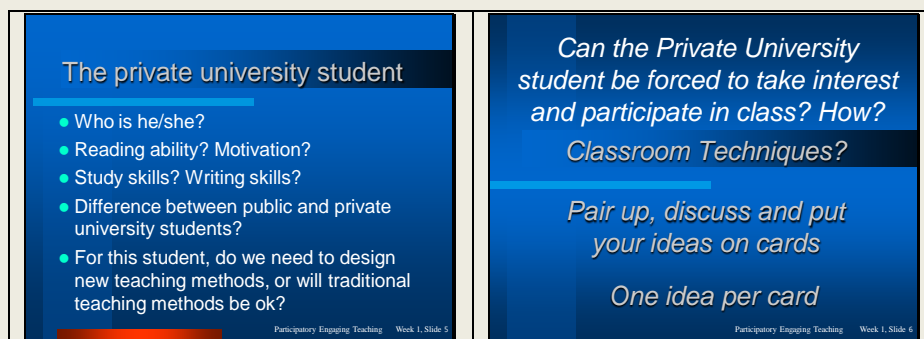 The private university student
Who is he/she?
Reading ability? Motivation?
Study skills? Writing skills?
Difference between public and private
university students?
For this student, do we need to design
new teaching methods, or will traditional
teaching methods be ok?
Participatory Engaging Teaching Week 1, Slide 5
Can the Private University
student be forced to take interest
and participate in class? How?
Classroom Techniques?
Pair up, discuss and put
your ideas on cards
One idea per card
Participatory Engaging Teaching Week 1, Slide 6